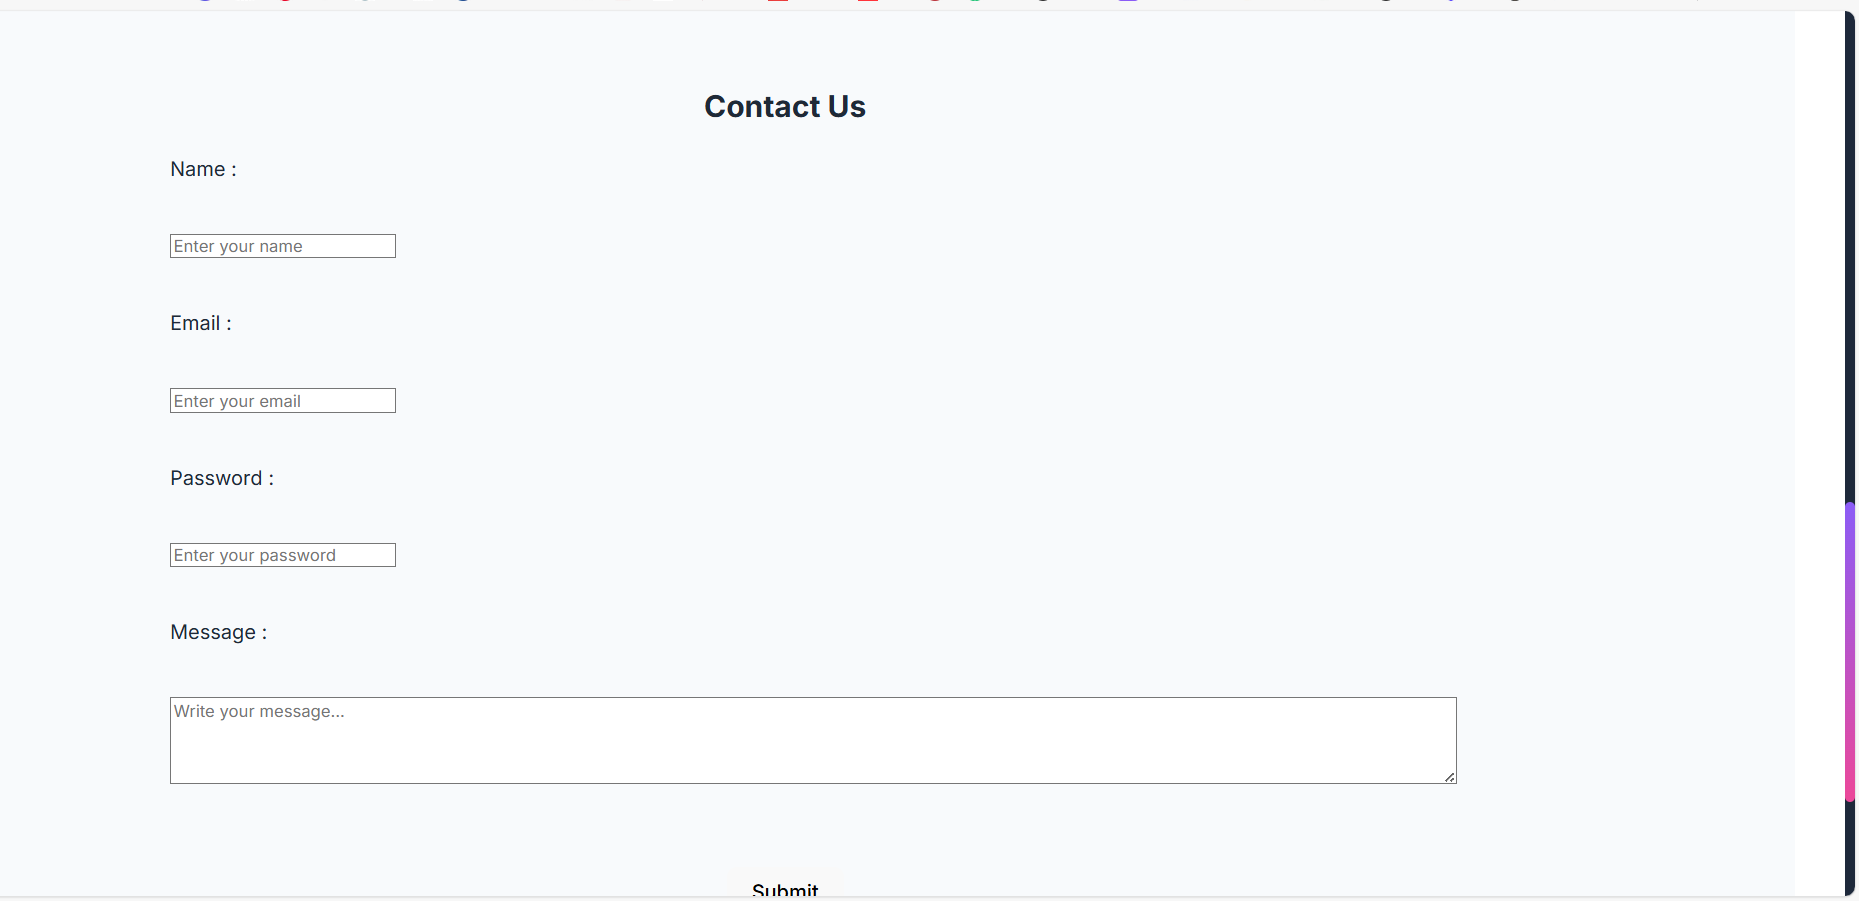 Contact Us
Name :
Enter your name
Email :
Enter your email
Password :
Enter your password
Message :
Write your message...
Submit